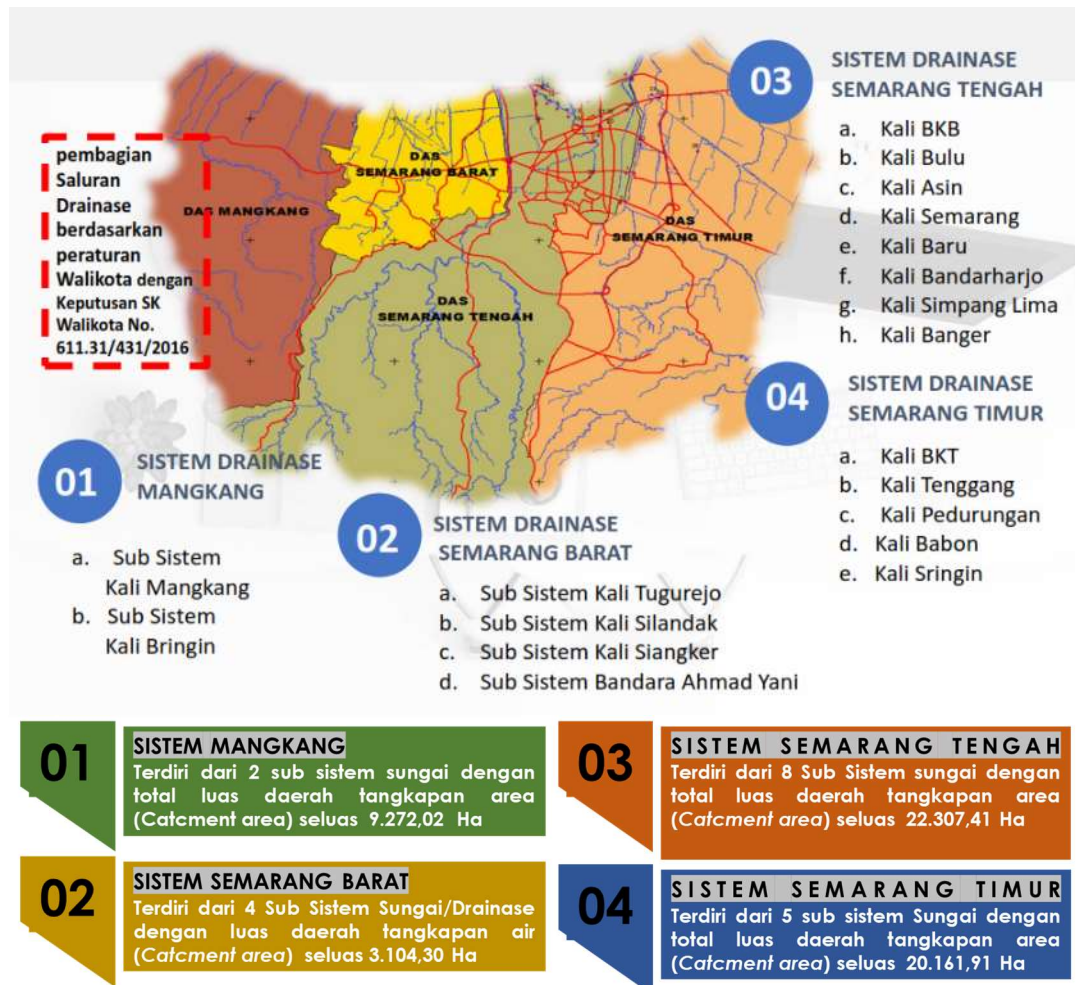 pembagian
Saluran
Drainase
berdasarkan
peraturan
Walikota dengan
Keputusan SK
Walikota No.
611.31/431/2016
DAS MANGKANG
DAS
SEMARANG BARAT
DAS
SEMARANG TENGAH
DAS
SEMARANG TIMUR
01
SISTEM DRAINASE
MANGKANG
a. Sub Sistem
Kali Mangkang
b. Sub Sistem
Kali Bringin
02
SISTEM DRAINASE
SEMARANG BARAT
a. Sub Sistem Kali Tugurejo
b. Sub Sistem Kali Silandak
c. Sub Sistem Kali Siangker
d. Sub Sistem Bandara Ahmad Yani
03
SISTEM DRAINASE
SEMARANG TENGAH
a. Kali BKB
b. Kali Bulu
c. Kali Asin
d. Kali Semarang
e. Kali Baru
f. Kali Bandarharjo
g. Kali Simpang Lima
h. Kali Banger
04
SISTEM DRAINASE
SEMARANG TIMUR
a. Kali BKT
b. Kali Tenggang
c. Kali Pedurungan
d. Kali Babon
e. Kali Sringin
01
SISTEM MANGKANG
Terdiri dari 2 sub sistem sungai dengan
total luas daerah tangkapan area
(Catcment area) seluas 9.272,02 Ha
02
SISTEM SEMARANG BARAT
Terdiri dari 4 Sub Sistem Sungai/Drainase
dengan luas daerah tangkapan air
(Catcment area) seluas 3.104,30 Ha
03
SISTEM SEMARANG TENGAH
Terdiri dari 8 Sub Sistem sungai dengan
total luas daerah tangkapan area
(Catcment area) seluas 22.307,41 Ha
04
SISTEM SEMARANG TIMUR
Terdiri dari 5 sub sistem Sungai dengan
total luas daerah tangkapan area
(Catcment area) seluas 20.161,91 Ha